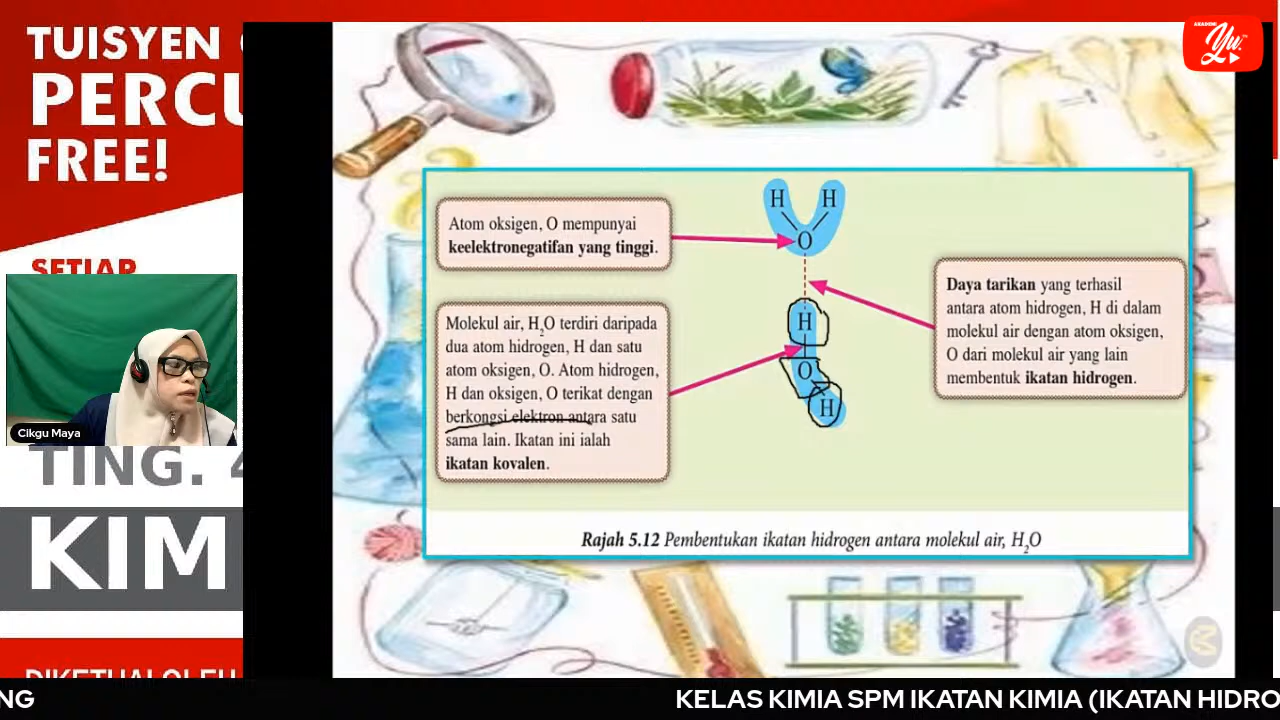 TUISYEN
PERCU
FREE!
SETIAP
Cikgu Maya
TING. 4
KIM
AKADEMI
Yu.
Atom oksigen, O mempunyai
keelektronegatifan yang tinggi.
Molekul air, H₂O terdiri daripada
dua atom hidrogen, H dan satu
atom oksigen, O. Atom hidrogen,
H dan oksigen, O terikat dengan
berkongsi elektron antara satu
sama lain. Ikatan ini ialah
ikatan kovalen.
H H
O
H
O
H
Daya tarikan yang terhasil
antara atom hidrogen, H di dalam
molekul air dengan atom oksigen,
O dari molekul air yang lain
membentuk ikatan hidrogen.
Rajah 5.12 Pembentukan ikatan hidrogen antara molekul air, H₂O
NG
KELAS KIMIA SPM IKATAN KIMIA (IKATAN HIDRO